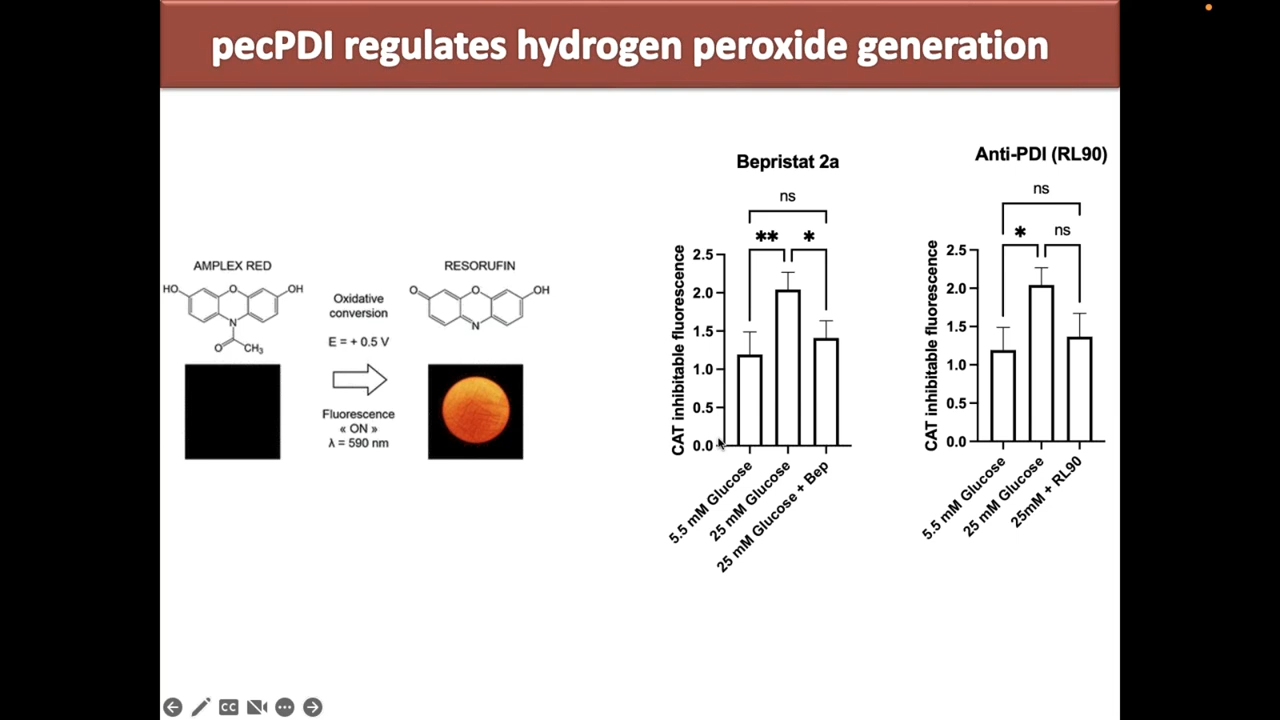 pecPDI regulates hydrogen peroxide generation
AMPLEX RED
HO
O
OH
N
O
CH3
Oxidative
conversion
E = + 0.5 V
Fluorescence
« ON »
λ = 590 nm
RESORUFIN
O
O
OH
N
Bepristat 2a
ns
**
*
CAT inhibitable fluorescence
2.5
2.0
1.5
1.0
0.5
0.0
5.5 mM Glucose
25 mM Glucose
25 mM Glucose + Bep
Anti-PDI (RL90)
ns
*
ns
CAT inhibitable fluorescence
2.5
2.0
1.5
1.0
0.5
0.0
5.5 mM Glucose
25 mM Glucose
25mM + RL90
CC